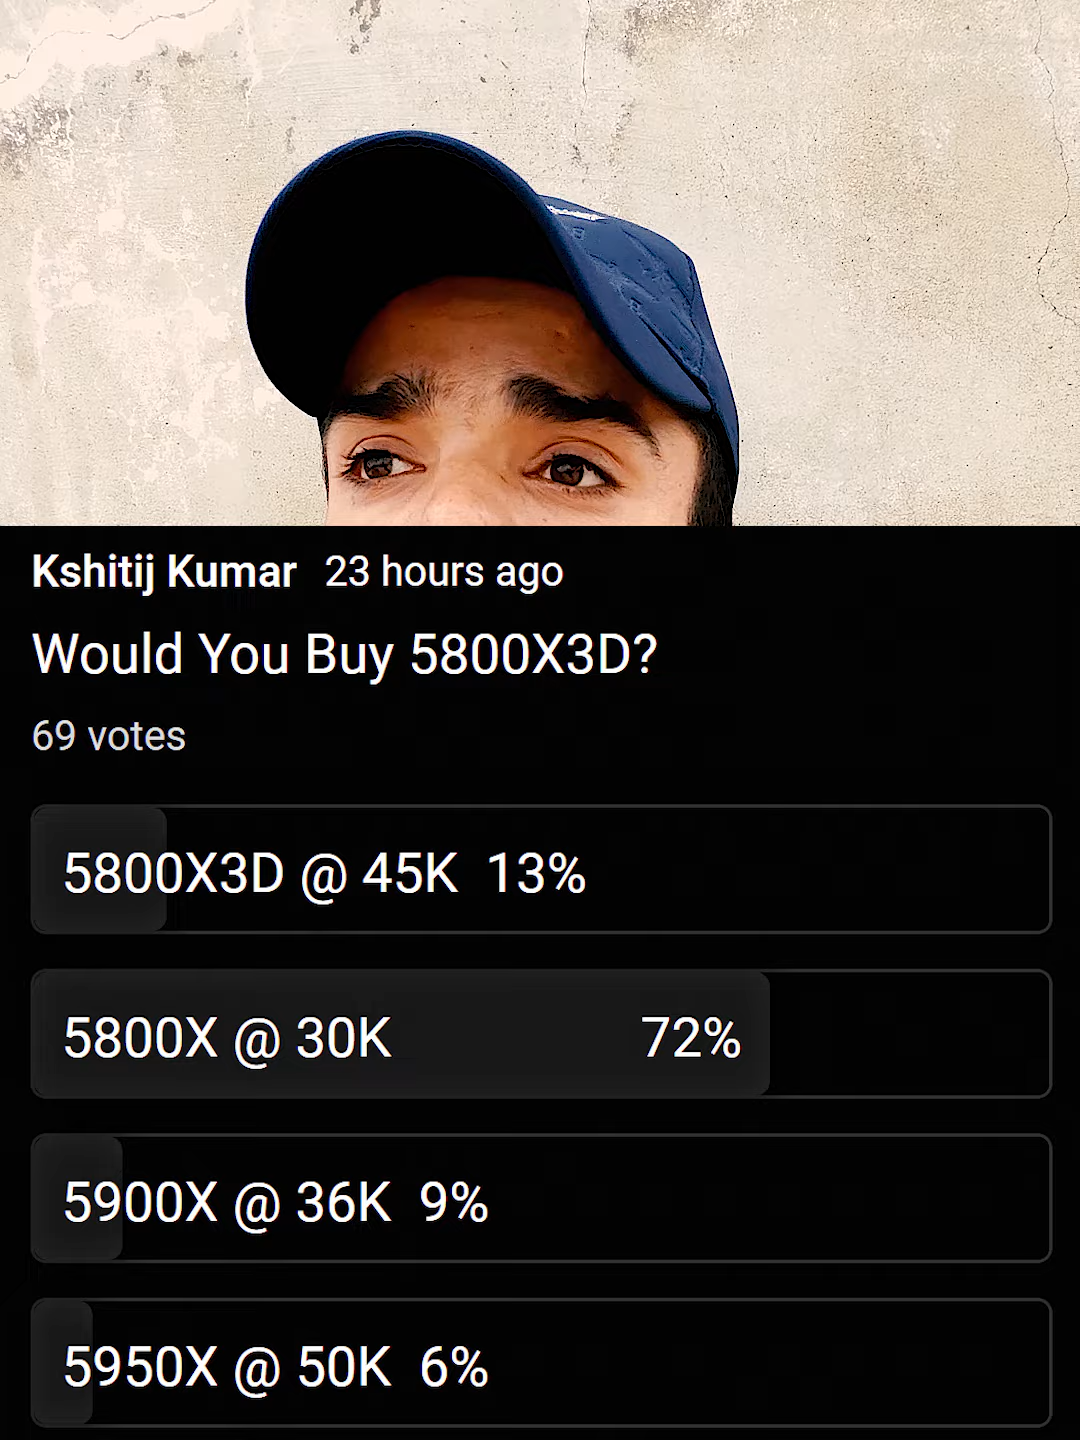 Kshitij Kumar 23 hours ago
Would You Buy 5800X3D?
69 votes
5800X3D @ 45K 13%
5800X @ 30K 72%
5900X @ 36K 9%
5950X @ 50K 6%